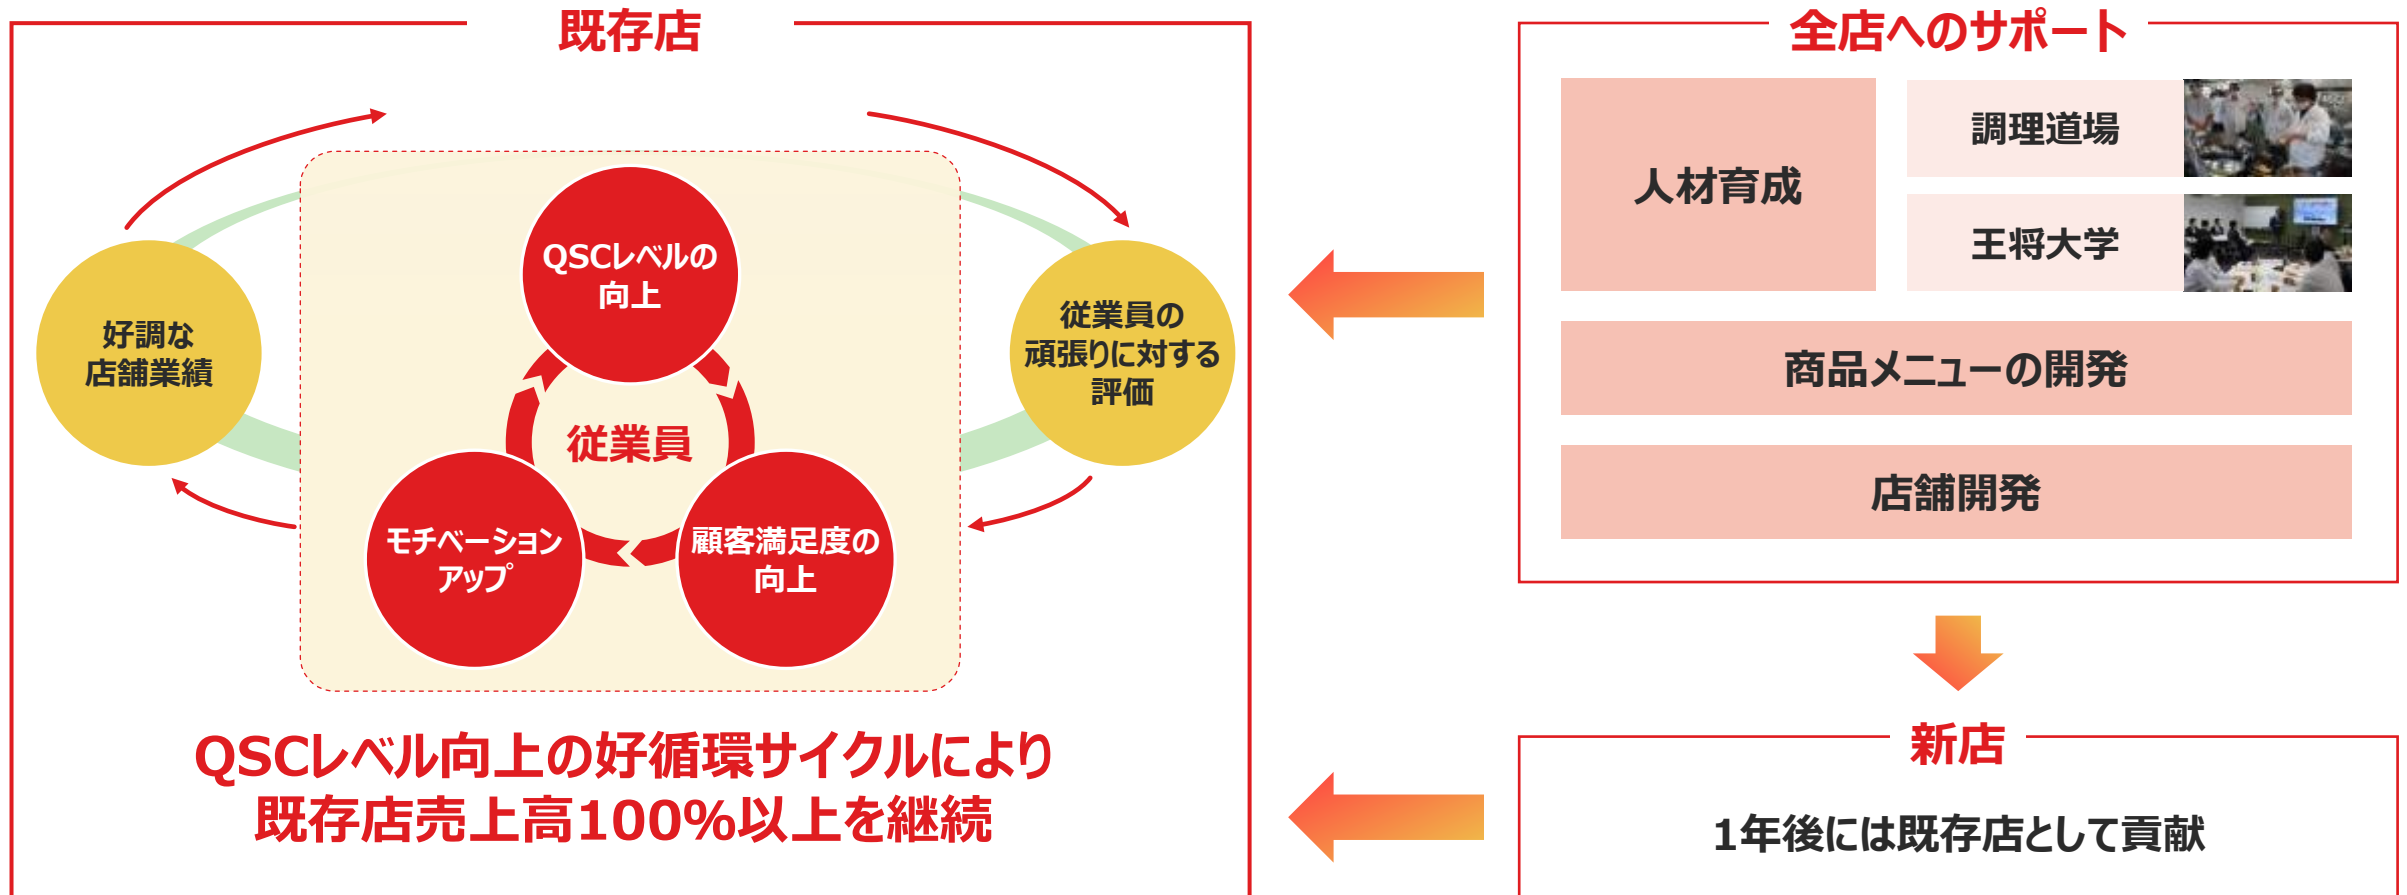 既存店
QSCレベルの
向上
好調な
店舗業績
従業員の
頑張りに対する
評価
従業員
モチベーション
アップ
顧客満足度の
向上
QSCレベル向上の好循環サイクルにより
既存店売上高100%以上を継続
全店へのサポート
人材育成
調理道場
王将大学
商品メニューの開発
店舗開発
新店
1年後には既存店として貢献